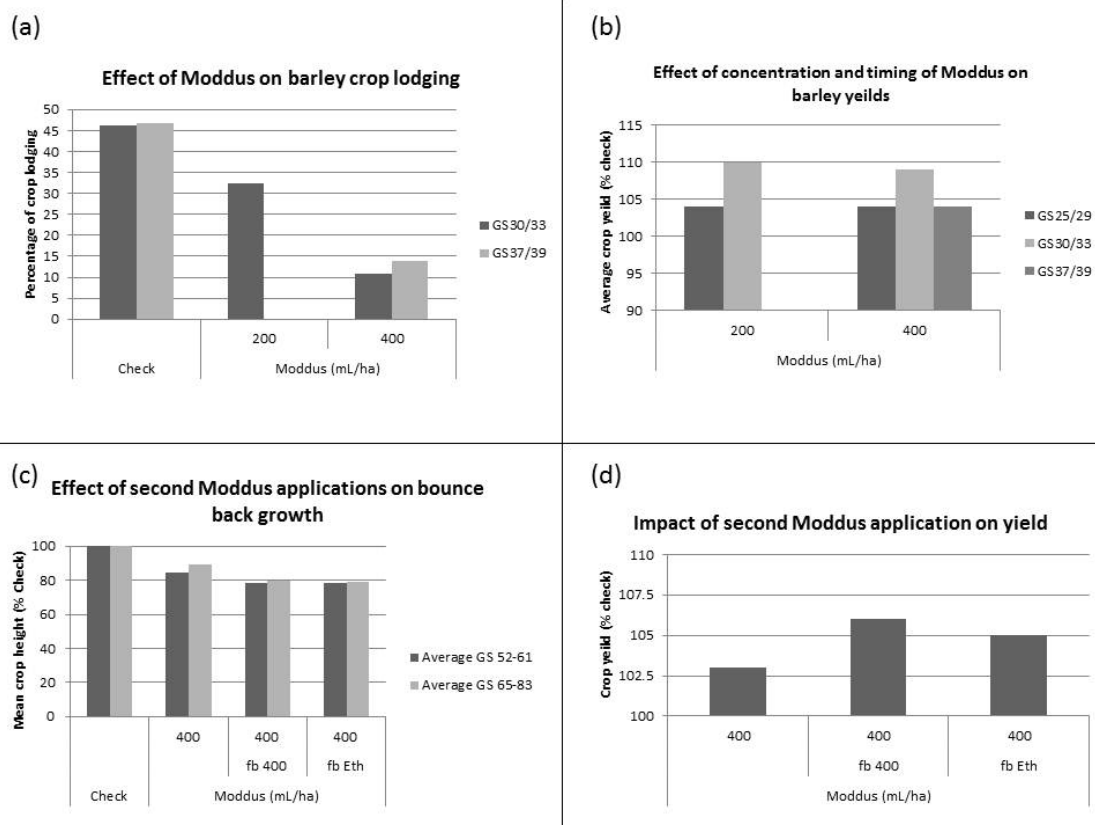 (a)
Effect of Moddus on barley crop lodging
Percentage of crop lodging
50
45
40
35
30
25
20
15
10
5
0
200
400
Check
Moddus (mL/ha)
GS30/33
GS37/39
(b)
Effect of concentration and timing of Moddus on
barley yeilds
Average crop yeild (% check)
115
110
105
100
95
90
200
400
Moddus (mL/ha)
GS25/29
GS30/33
GS37/39
(c)
Effect of second Moddus applications on bounce
back growth
Mean crop height (% Check)
100
80
60
40
20
0
400
400
400
fb 400
fb Eth
Check
Moddus (mL/ha)
Average GS 52-61
Average GS 65-83
(d)
Impact of second Moddus application on yield
Crop yeild (% check)
110
107.5
105
102.5
100
400
400
400
fb 400
fb Eth
Moddus (mL/ha)